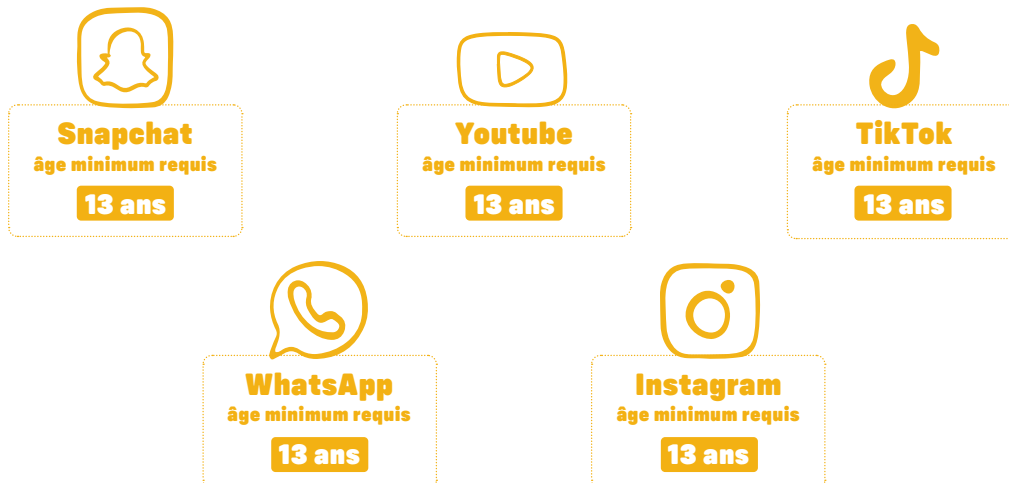 Snapchat
âge minimum requis
13 ans
Youtube
âge minimum requis
13 ans
TikTok
âge minimum requis
13 ans
WhatsApp
âge minimum requis
13 ans
Instagram
âge minimum requis
13 ans